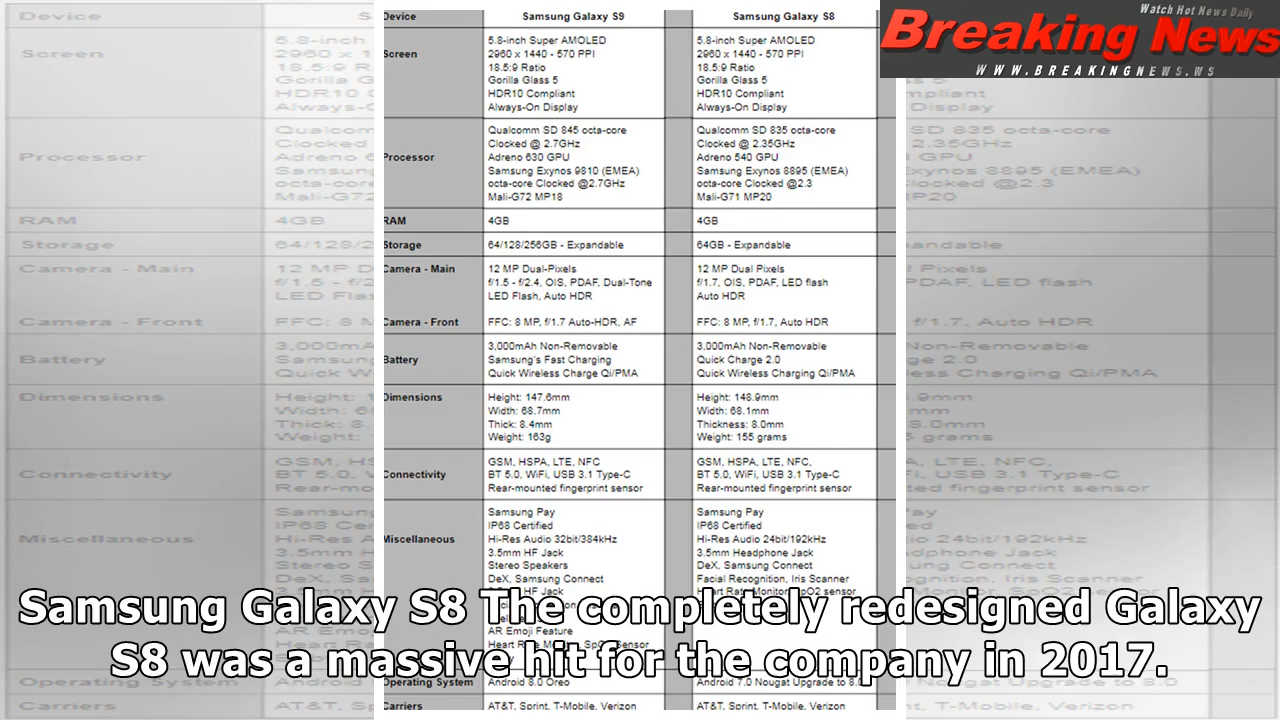 Watch Hot News Daily
Breaking News
WWW.BREAKINGNEWS.WS
Device Samsung Galaxy S9 Samsung Galaxy S8
Screen
5.8-inch Super AMOLED 5.8-inch Super AMOLED
2960 x 1440 - 570 PPI 2960 x 1440 - 570 PPI
18.5:9 Ratio 18.5:9 Ratio
Gorilla Glass 5 Gorilla Glass 5
HDR10 Compliant HDR10 Compliant
Always-On Display Always-On Display
Processor
Qualcomm SD 845 octa-core Qualcomm SD 835 octa-core
Clocked @ 2.7GHz Clocked @ 2.35GHz
Adreno 630 GPU Adreno 540 GPU
Samsung Exynos 9810 (EMEA) Samsung Exynos 8895 (EMEA)
octa-core Clocked @2.7GHz octa-core Clocked @2.3
Mali-G72 MP18 Mali-G71 MP20
RAM 4GB 4GB
Storage 64/128/256GB - Expandable 64GB - Expandable
Camera - Main 12 MP Dual-Pixels 12 MP Dual Pixels
f/1.5 - f/2.4, OIS, PDAF, Dual-Tone f/1.7, OIS, PDAF, LED flash
LED Flash, Auto HDR Auto HDR
Camera - Front FFC: 8 MP, f/1.7 Auto-HDR, AF FFC: 8 MP, f/1.7, Auto HDR
Battery
3,000mAh Non-Removable 3,000mAh Non-Removable
Samsung's Fast Charging Quick Charge 2.0
Quick Wireless Charge Qi/PMA Quick Wireless Charging Qi/PMA
Dimensions Height: 147.6mm Height: 148.9mm
Width: 68.7mm Width: 68.1mm
Thick: 8.4mm Thickness: 8.0mm
Weight: 163g Weight: 155 grams
Connectivity
GSM, HSPA, LTE, NFC GSM, HSPA, LTE, NFC,
BT 5.0, WiFi, USB 3.1 Type-C BT 5.0, WiFi, USB 3.1 Type-C
Rear-mounted fingerprint sensor Rear-mounted fingerprint sensor
Miscellaneous
Samsung Pay Samsung Pay
IP68 Certified IP68 Certified
Hi-Res Audio 32bit/384kHz Hi-Res Audio 24bit/192kHz
3.5mm HF Jack 3.5mm Headphone Jack
Stereo Speakers DeX, Samsung Connect
DeX, Samsung Connect Facial Recognition, Iris Scanner
AR Emoji Feature
Samsung Galaxy S8 The completely redesigned Galaxy
S8 was a massive hit for the company in 2017.
Operating System Android 8.0 Oreo Android 7.0 Nougat Upgrade to 8.0
Carriers AT&T, Sprint, T-Mobile, Verizon AT&T, Sprint, T-Mobile, Verizon